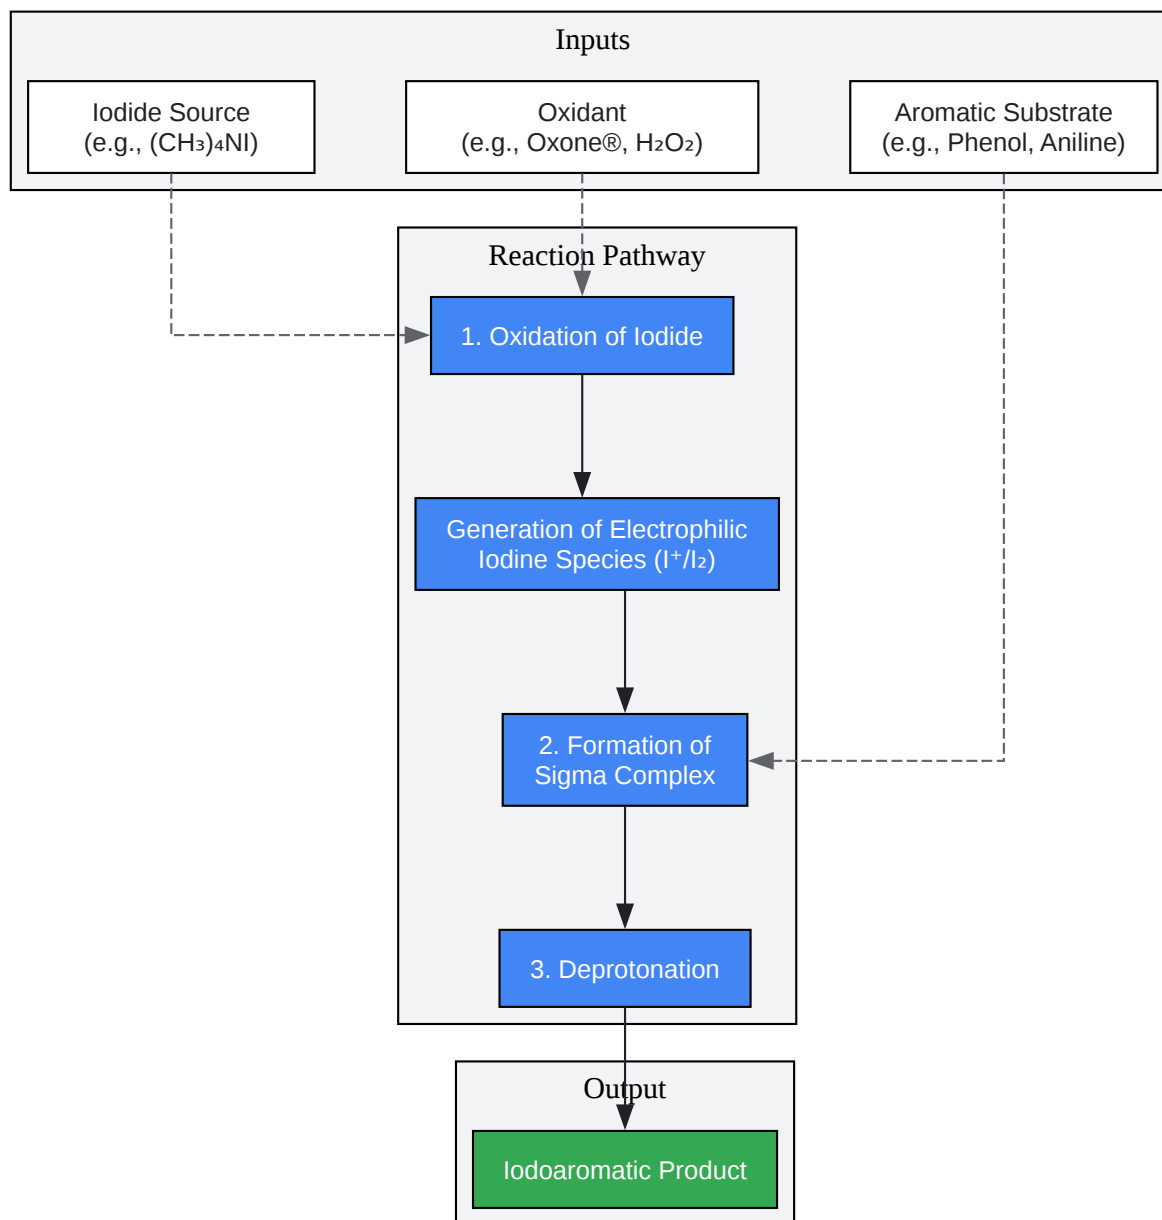 Inputs
Iodide Source
(e.g., (CH₃)₄NI)
Oxidant
(e.g., Oxone®, H₂O₂)
Aromatic Substrate
(e.g., Phenol, Aniline)
Reaction Pathway
1. Oxidation of Iodide
Generation of Electrophilic
Iodine Species (I⁺/I₂)
2. Formation of
Sigma Complex
3. Deprotonation
Output
Iodoaromatic Product